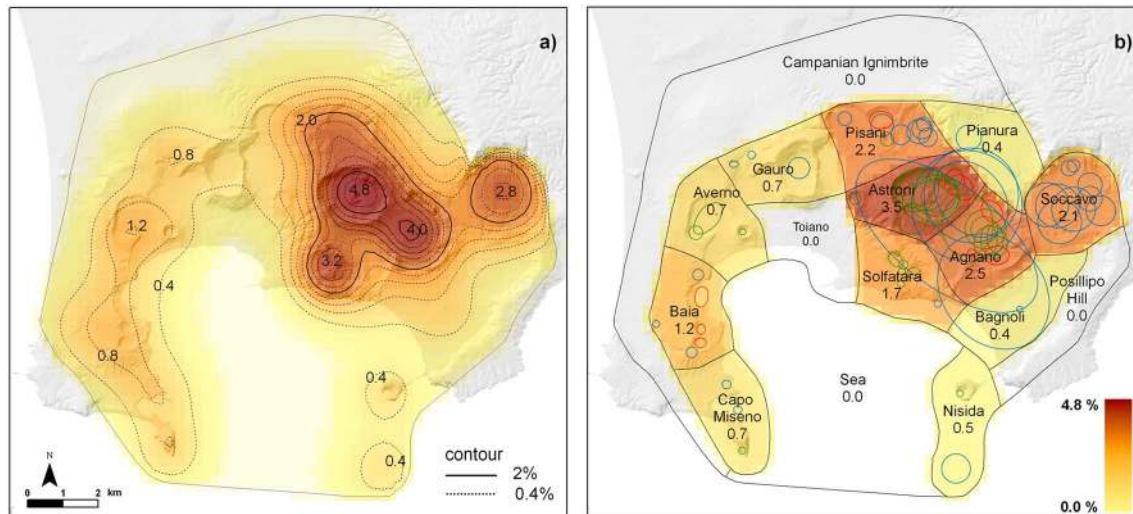 a)
2.0
0.8
4.8
2.8
1.2
4.0
3.2
0.4
0.8
0.4
0.4
contour
2%
0.4%
N
0 1 2 km
b)
Campanian Ignimbrite
0.0
Pisani
2.2
Pianura
0.4
Gauro
0.7
Astroni
3.5
Averno
0.7
Soccavo
2.1
Toiano
0.0
Agnano
2.5
Solfatara
1.7
Posillipo
Hill
0.0
Baia
1.2
Bagnoli
0.4
Sea
0.0
Capo
Miseno
0.7
Nisida
0.5
4.8 %
0.0 %